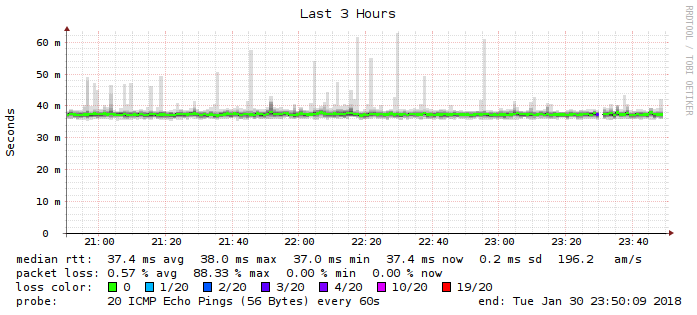 Last 3 Hours
RRDTOOL / TOBI OETIKER
Seconds
60 m
50 m
40 m
30 m
20 m
10 m
0
21:00 21:20 21:40 22:00 22:20 22:40 23:00 23:20 23:40
median rtt: 37.4 ms avg 38.0 ms max 37.0 ms min 37.4 ms now 0.2 ms sd 196.2 am/s
packet loss: 0.57 % avg 88.33 % max 0.00 % min 0.00 % now
loss color: 0 1/20 2/20 3/20 4/20 10/20 19/20
probe: 20 ICMP Echo Pings (56 Bytes) every 60s end: Tue Jan 30 23:50:09 2018